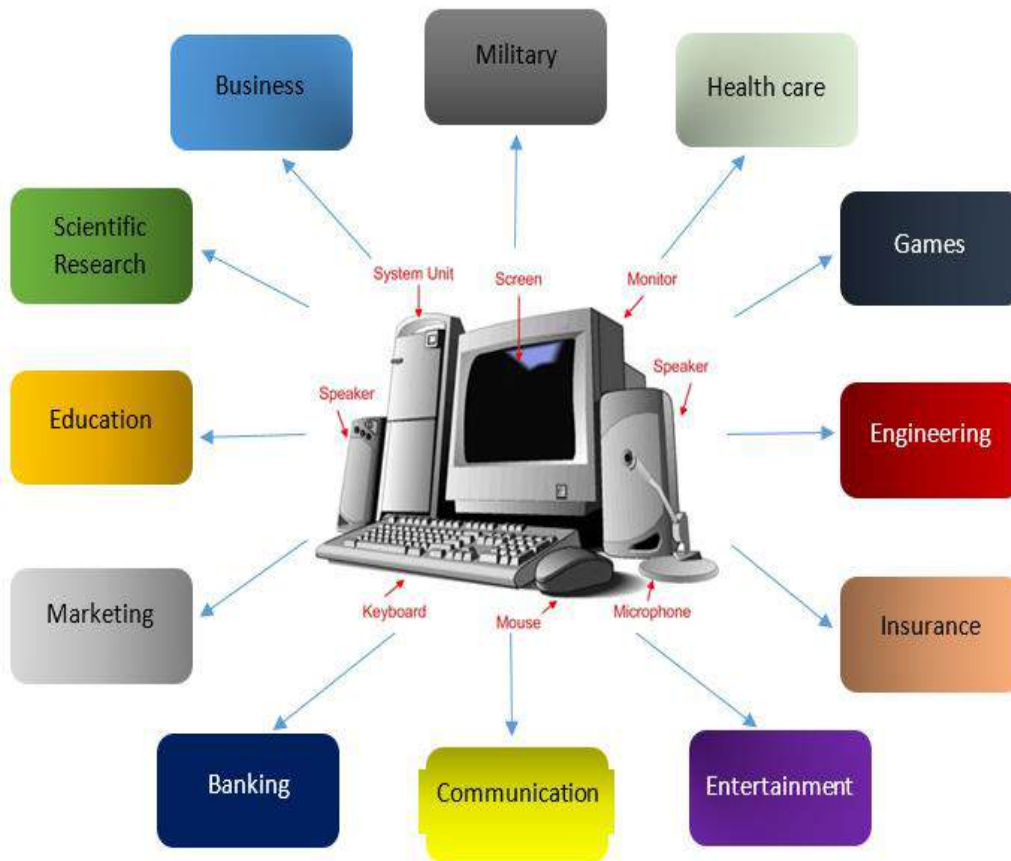 Military
Business
Health care
Scientific
Research
Games
System Unit
Screen
Monitor
Speaker
Speaker
Education
Engineering
Marketing
Keyboard
Mouse
Microphone
Insurance
Banking
Communication
Entertainment